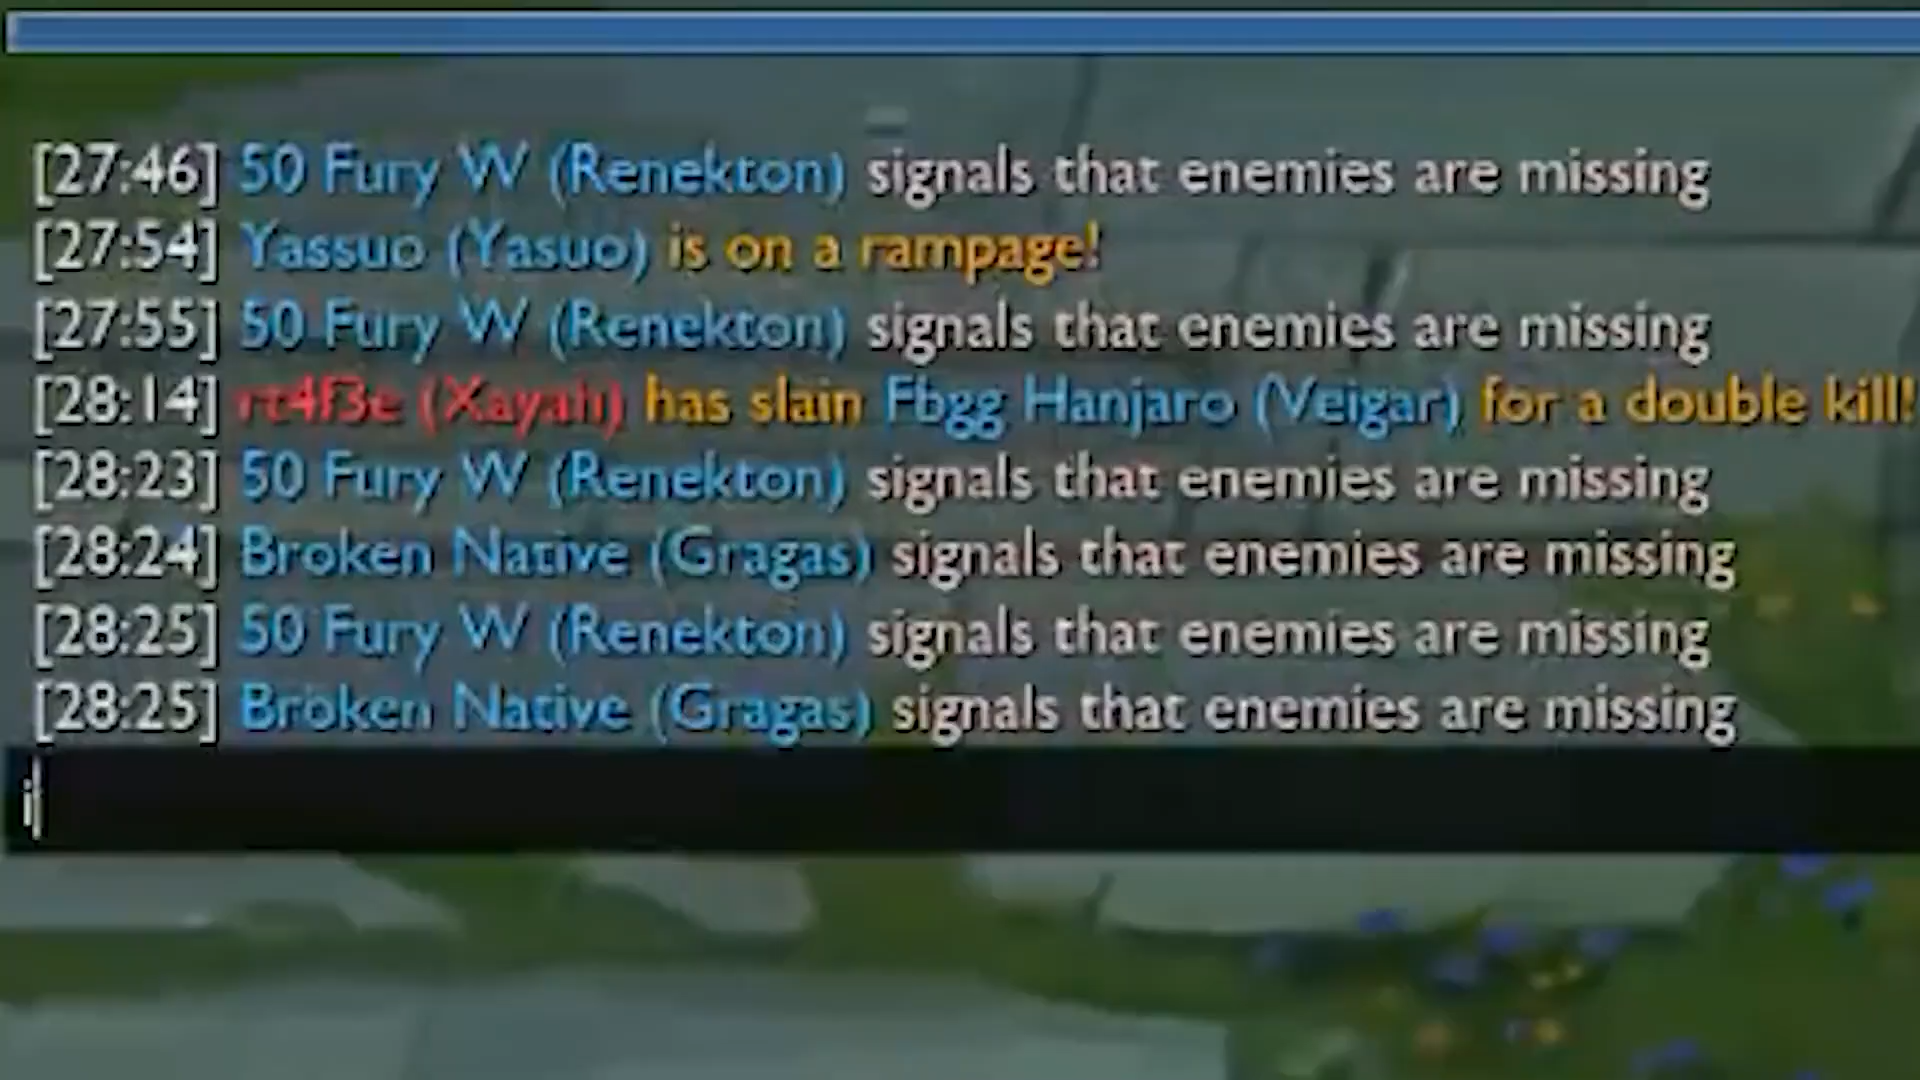 [27:46] 50 Fury W (Renekton) signals that enemies are missing
[27:54] Yassuo (Yasuo) is on a rampage!
[27:55] 50 Fury W (Renekton) signals that enemies are missing
[28:14] rt4f3e (Xayah) has slain Fbgg Hanjaro (Veigar) for a double kill!
[28:23] 50 Fury W (Renekton) signals that enemies are missing
[28:24] Broken Native (Gragas) signals that enemies are missing
[28:25] 50 Fury W (Renekton) signals that enemies are missing
[28:25] Broken Native (Gragas) signals that enemies are missing
i